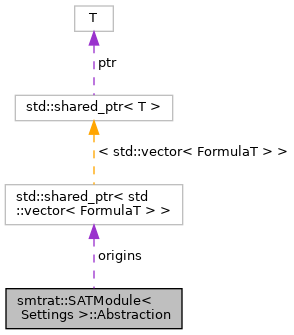 T
ptr
std::shared_ptr< T >
< std::vector< FormulaT > >
std::shared_ptr< std
::vector< FormulaT > >
origins
smtrat::SATModule<
Settings >::Abstraction